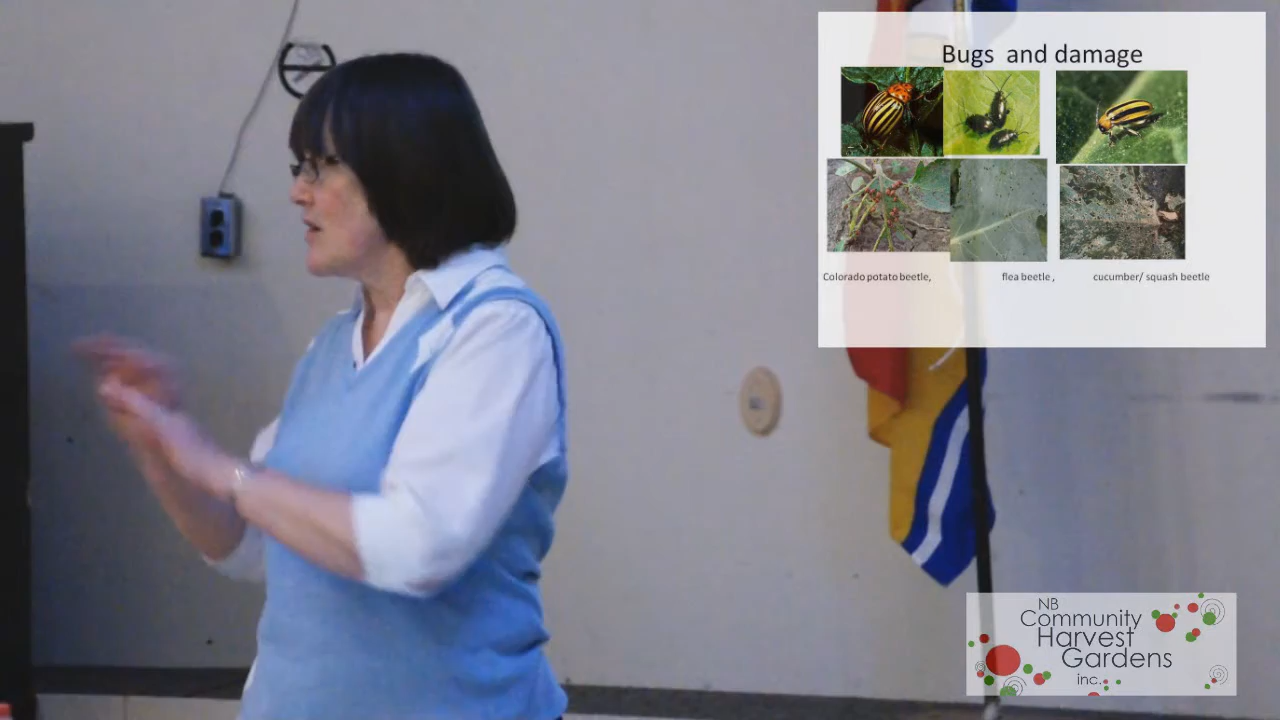 Bugs and damage
Colorado potato beetle, flea beetle, cucumber/ squash beetle
NB
Community
Harvest
Gardens
inc.